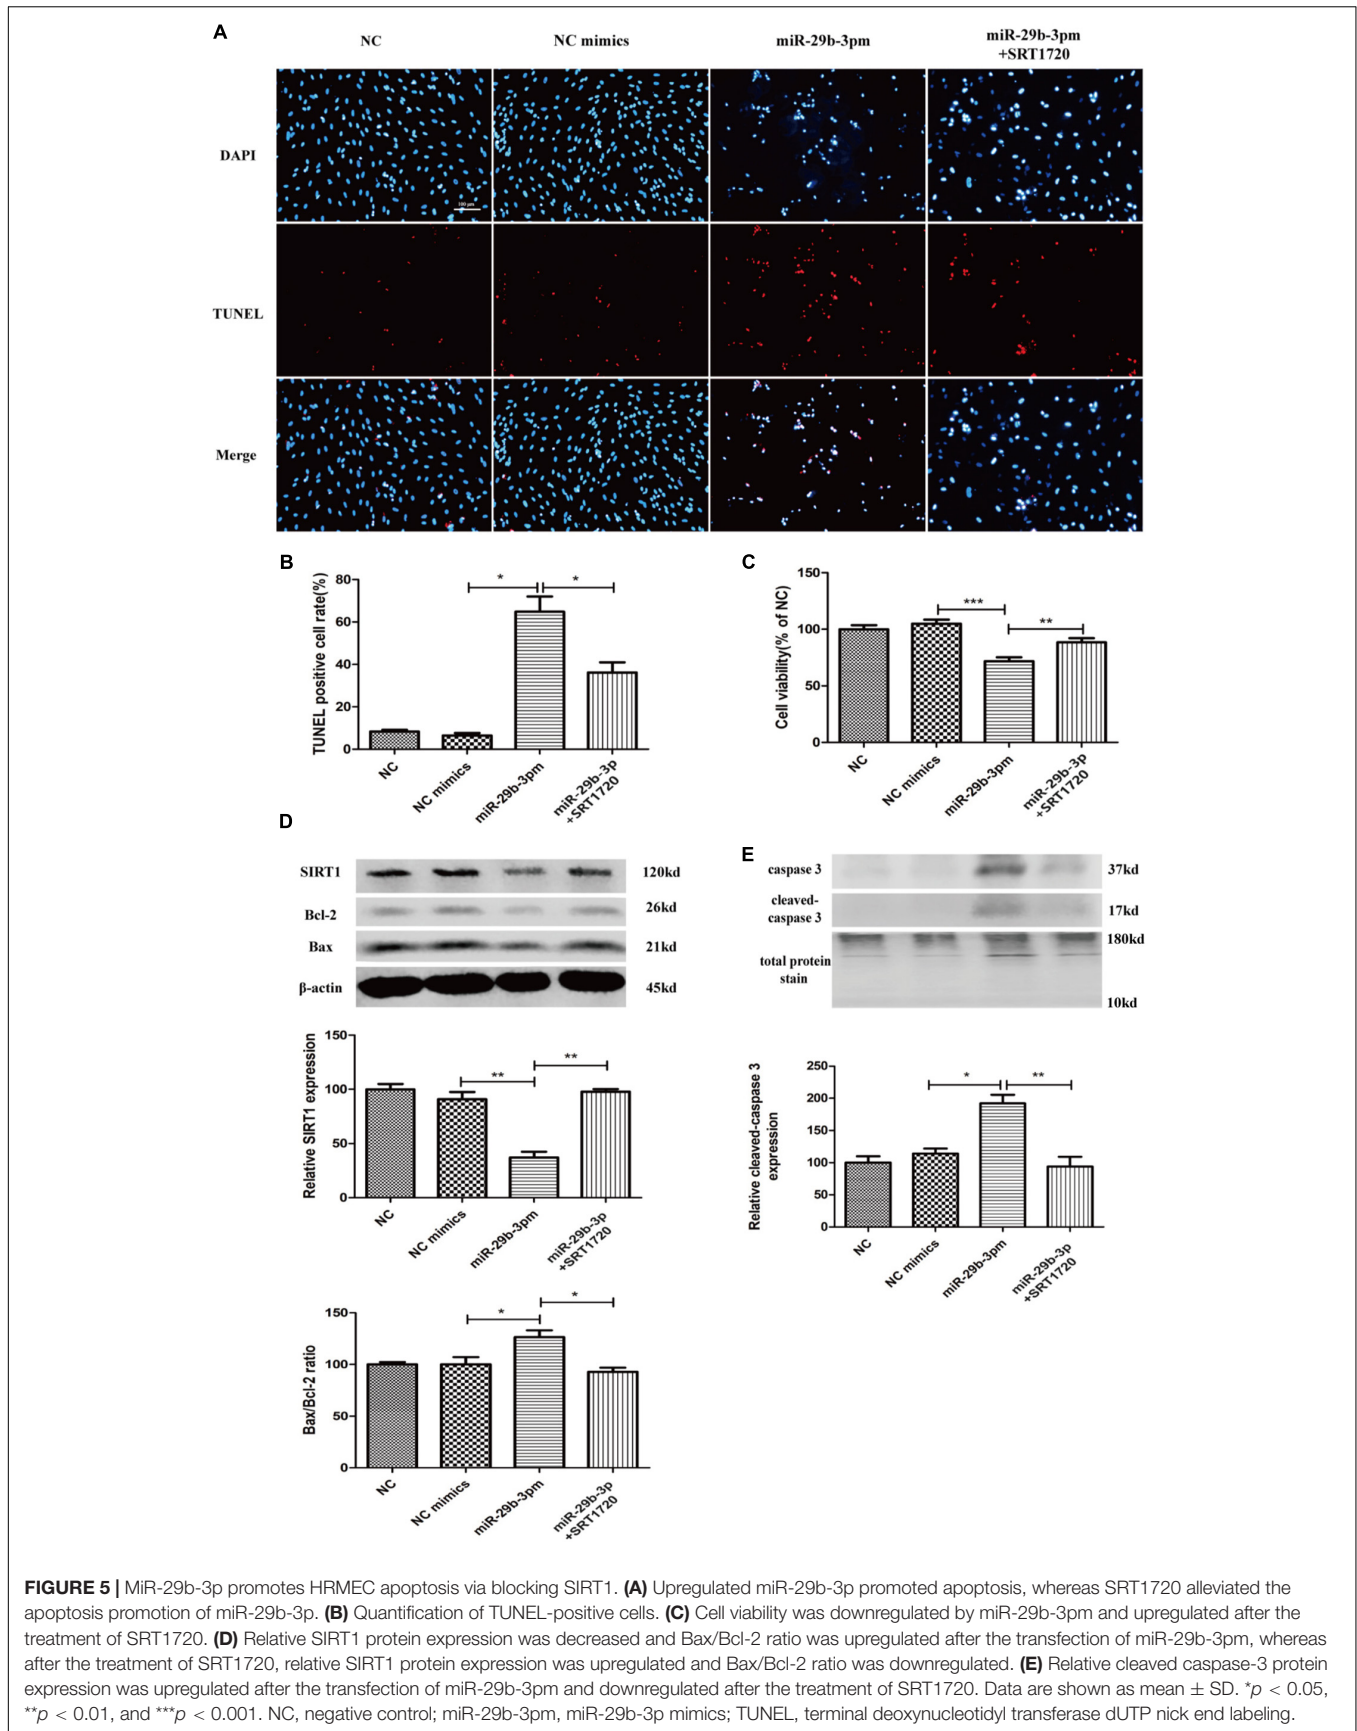 A
NC
NC mimics
miR-29b-3pm
miR-29b-3pm
+SRT1720
DAPI
100 μm
TUNEL
Merge
B
TUNEL positive cell rate(%)
80
60
40
20
0
*
*
NC
NC mimics
miR-29b-3pm
miR-29b-3p
+SRT1720
C
Cell viability(% of NC)
150
100
50
0
***
**
NC
NC mimics
miR-29b-3pm
miR-29b-3p
+SRT1720
D
SIRT1
120kd
Bcl-2
26kd
Bax
21kd
β-actin
45kd
Relative SIRT1 expression
150
100
50
0
**
**
NC
NC mimics
miR-29b-3pm
miR-29b-3p
+SRT1720
Bax/Bcl-2 ratio
150
100
50
0
*
*
NC
NC mimics
miR-29b-3pm
miR-29b-3p
+SRT1720
E
caspase 3
37kd
cleaved-
caspase 3
17kd
180kd
total protein
stain
10kd
Relative cleaved-caspase 3
expression
250
200
150
100
50
0
*
**
NC
NC mimics
miR-29b-3pm
miR-29b-3p
+SRT1720
FIGURE 5 | MiR-29b-3p promotes HRMEC apoptosis via blocking SIRT1. (A) Upregulated miR-29b-3p promoted apoptosis, whereas SRT1720 alleviated the
apoptosis promotion of miR-29b-3p. (B) Quantification of TUNEL-positive cells. (C) Cell viability was downregulated by miR-29b-3pm and upregulated after the
treatment of SRT1720. (D) Relative SIRT1 protein expression was decreased and Bax/Bcl-2 ratio was upregulated after the transfection of miR-29b-3pm, whereas
after the treatment of SRT1720, relative SIRT1 protein expression was upregulated and Bax/Bcl-2 ratio was downregulated. (E) Relative cleaved caspase-3 protein
expression was upregulated after the transfection of miR-29b-3pm and downregulated after the treatment of SRT1720. Data are shown as mean ± SD. *p < 0.05,
**p < 0.01, and ***p < 0.001. NC, negative control; miR-29b-3pm, miR-29b-3p mimics; TUNEL, terminal deoxynucleotidyl transferase dUTP nick end labeling.